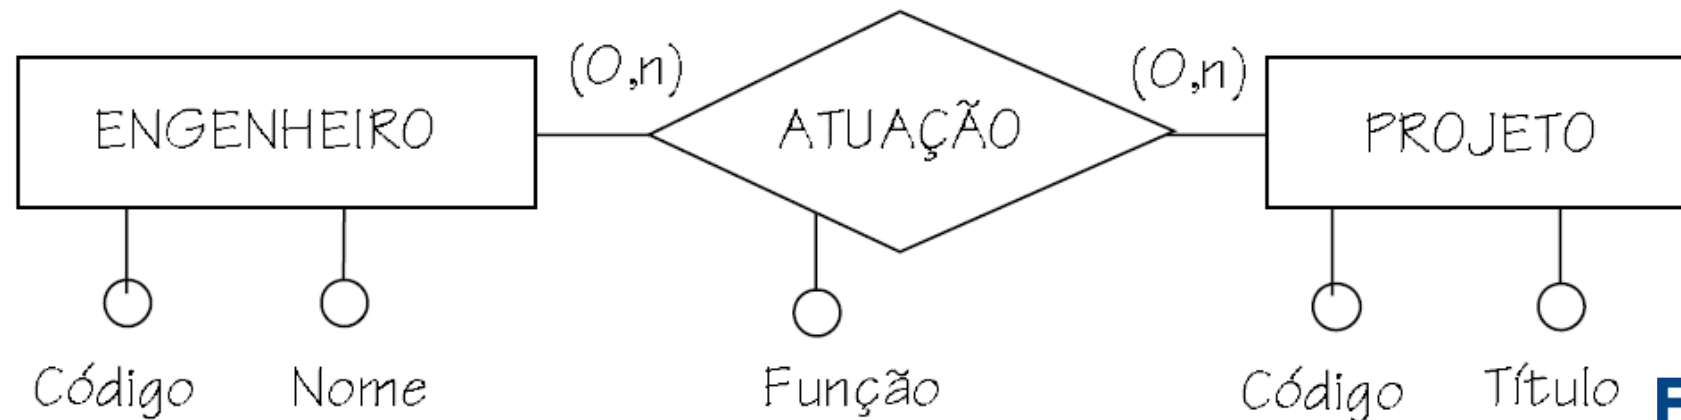 (0,n) (0,n)
ENGENHEIRO ATUAÇÃO PROJETO
Código Nome Função Código Título